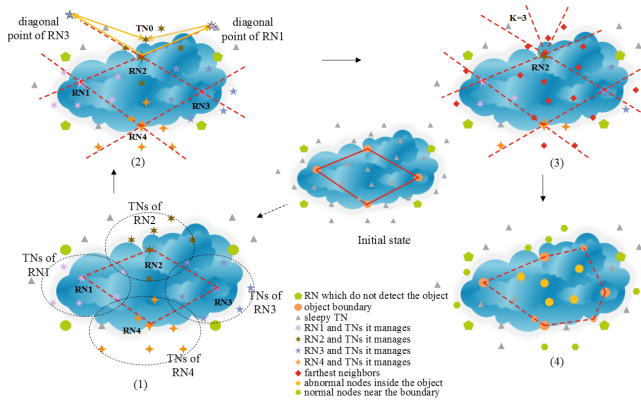 diagonal
point of RN3
TN0
diagonal
point of RN1
RN2
RN1
RN3
RN4
(2)
K=3
RN2
(3)
Initial state
TNs of
RN2
TNs of
RN1
RN2
RN1
RN3
TNs of
RN3
RN4
TNs of
RN4
(1)
RN which do not detect the object
object boundary
sleepy TN
RN1 and TNs it manages
RN2 and TNs it manages
RN3 and TNs it manages
RN4 and TNs it manages
farthest neighbors
abnormal nodes inside the object
normal nodes near the boundary
(4)